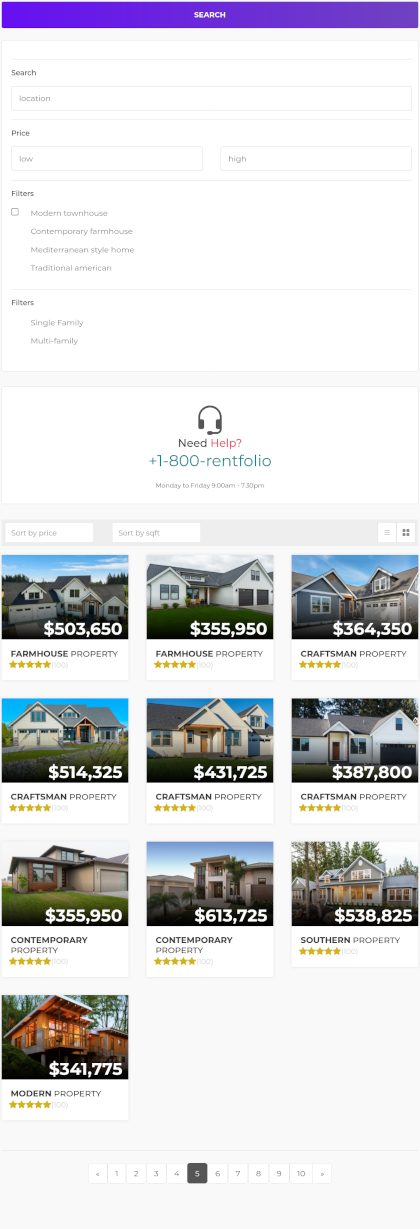 SEARCH
Search
location
Price
low
high
Filters
Modern townhouse
Contemporary farmhouse
Mediterranean style home
Traditional american
Filters
Single Family
Multi-family
Need Help?
+1-800-rentfolio
Monday to Friday 9.00am - 7.30pm
Sort by price
Sort by sqft
$503,650
FARMHOUSE PROPERTY
(100)
$355,950
FARMHOUSE PROPERTY
(100)
$364,350
CRAFTSMAN PROPERTY
(100)
$514,325
CRAFTSMAN PROPERTY
(100)
$431,725
CRAFTSMAN PROPERTY
(100)
$387,800
CRAFTSMAN PROPERTY
(100)
$355,950
CONTEMPORARY
PROPERTY
(100)
$613,725
CONTEMPORARY
PROPERTY
(100)
$538,825
SOUTHERN PROPERTY
(100)
$341,775
MODERN PROPERTY
(100)
« 1 2 3 4 5 6 7 8 9 10 »